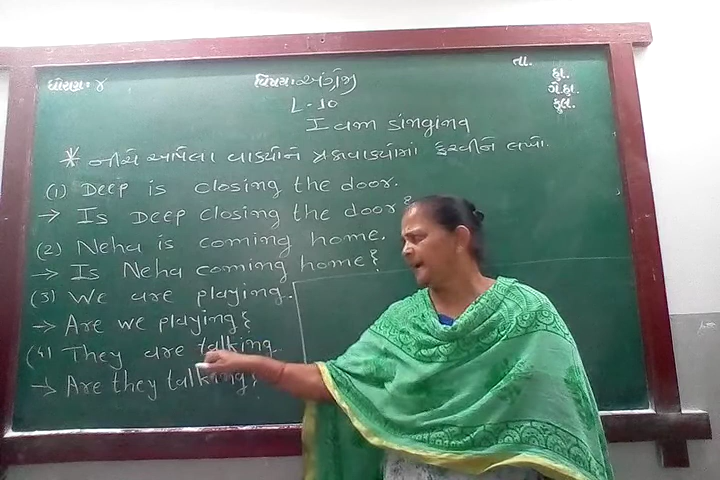 ધોરણ: ૪
વિષય: અંગ્રેજી
તા.
કુા.
ગે.હા.
કુલ.
L-10
I am singing
* નીચે આપેલા વાક્યોને પ્રશ્નવાક્યોમાં ફેરવીને લખો.
(1) Deep is closing the door.
→ Is Deep closing the door?
(2) Neha is coming home.
→ Is Neha coming home?
(3) We are playing.
→ Are we playing?
(4) They are talking.
→ Are they talking?